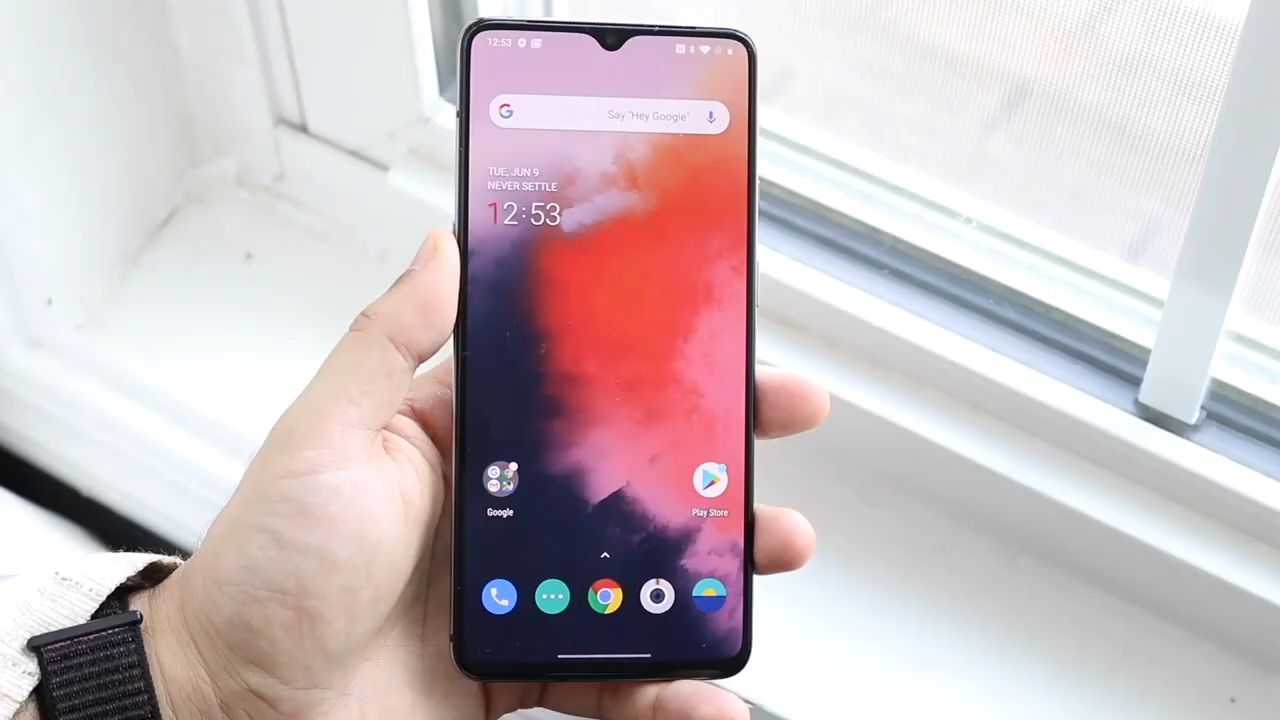 12:53
Say "Hey Google"
TUE, JUN 9
NEVER SETTLE
12:53
Google
Play Store